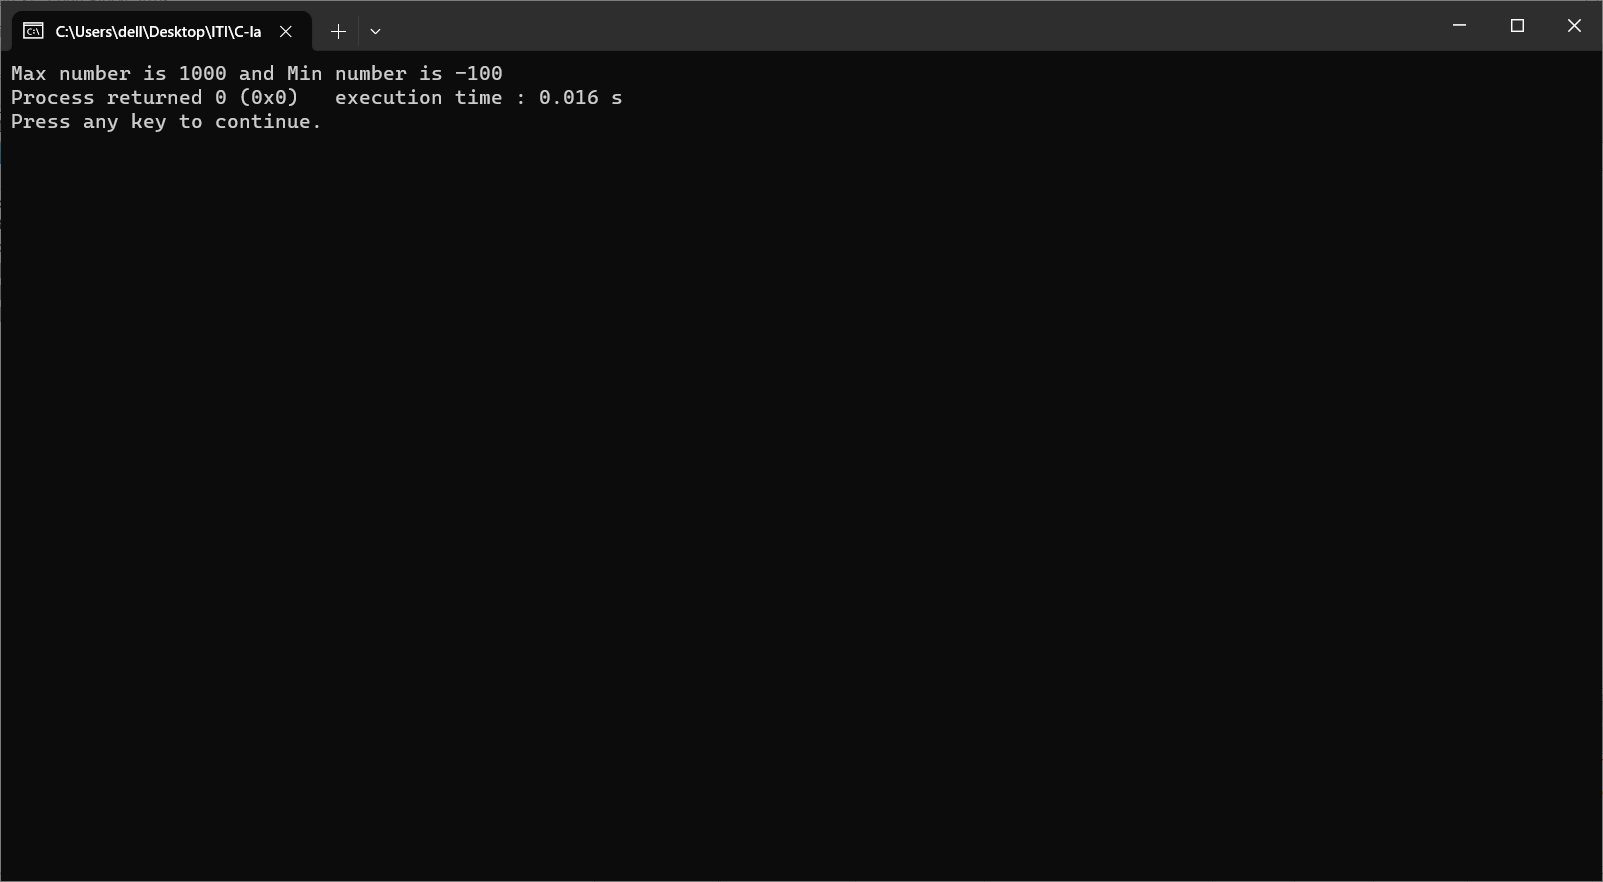 C:\Users\dell\Desktop\ITI\C-la
Max number is 1000 and Min number is -100
Process returned 0 (0x0)   execution time : 0.016 s
Press any key to continue.